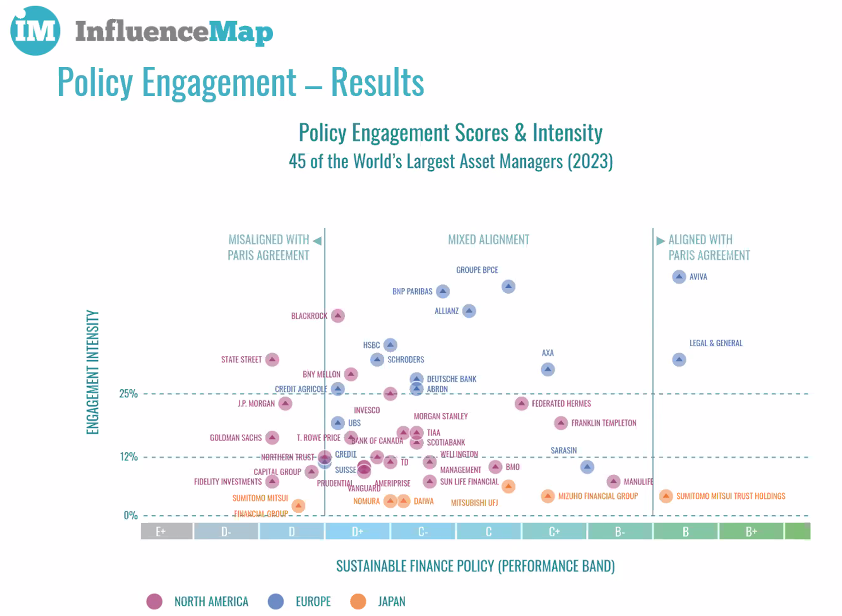 iM InfluenceMap
Policy Engagement – Results
Policy Engagement Scores & Intensity
45 of the World's Largest Asset Managers (2023)
MISALIGNED WITH
PARIS AGREEMENT
MIXED ALIGNMENT
ALIGNED WITH
PARIS AGREEMENT
GROUPE BPCE
AVIVA
BNP PARIBAS
ALLIANZ
BLACKROCK
HSBC
LEGAL & GENERAL
AXA
STATE STREET
SCHRODERS
BNY MELLON
DEUTSCHE BANK
CREDIT AGRICOLE
ABRON
25%
J.P. MORGAN
INVESCO
FEDERATED HERMES
MORGAN STANLEY
UBS
FRANKLIN TEMPLETON
GOLDMAN SACHS
T. ROWE PRICE
BANK OF CANADA
TIAA
SCOTIABANK
SARASIN
12%
NORTHERN TRUST
CREDIT
SUISSE
TD
WELLINGTON
MANAGEMENT
BMO
CAPITAL GROUP
FIDELITY INVESTMENTS
PRUDENTIAL
VANGUARD
AMERIPRISE
SUN LIFE FINANCIAL
MANULIFE
SUMITOMO MITSUI
FINANCIAL GROUP
NOMURA
DAIWA
MITSUBISHI UFJ
MIZUHO FINANCIAL GROUP
SUMITOMO MITSUI TRUST HOLDINGS
0%
ENGAGEMENT INTENSITY
E+ D- D D+ C- C C+ B- B B+
SUSTAINABLE FINANCE POLICY (PERFORMANCE BAND)
NORTH AMERICA EUROPE JAPAN